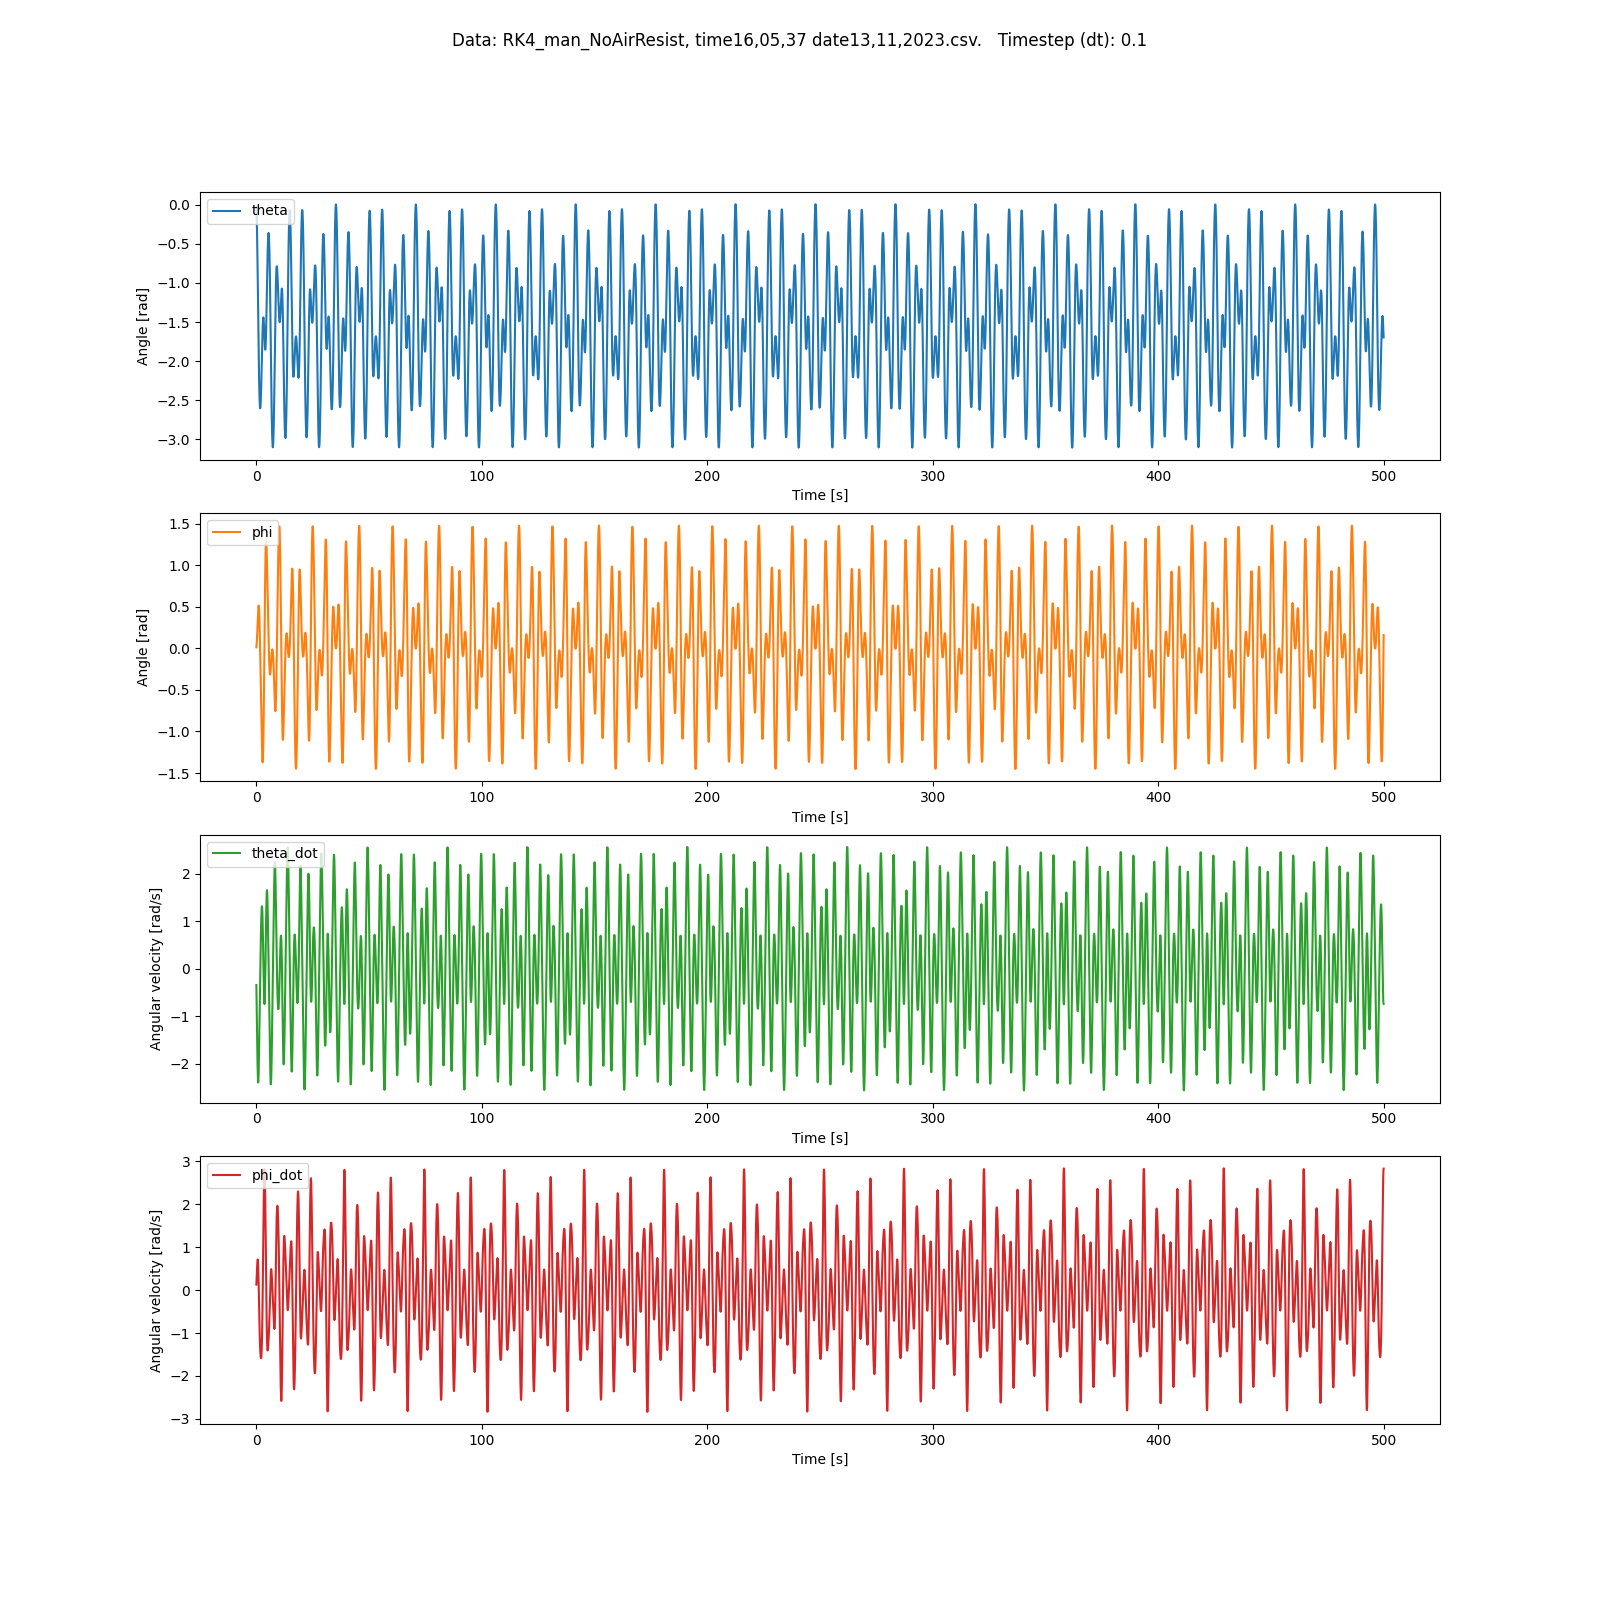 Data: RK4_man_NoAirResist, time16,05,37 date13,11,2023.csv.   Timestep (dt): 0.1
theta
Angle [rad]
0.0
−0.5
−1.0
−1.5
−2.0
−2.5
−3.0
0 100 200 300 400 500
Time [s]
phi
Angle [rad]
1.5
1.0
0.5
0.0
−0.5
−1.0
−1.5
0 100 200 300 400 500
Time [s]
theta_dot
Angular velocity [rad/s]
2
1
0
−1
−2
0 100 200 300 400 500
Time [s]
phi_dot
Angular velocity [rad/s]
3
2
1
0
−1
−2
−3
0 100 200 300 400 500
Time [s]